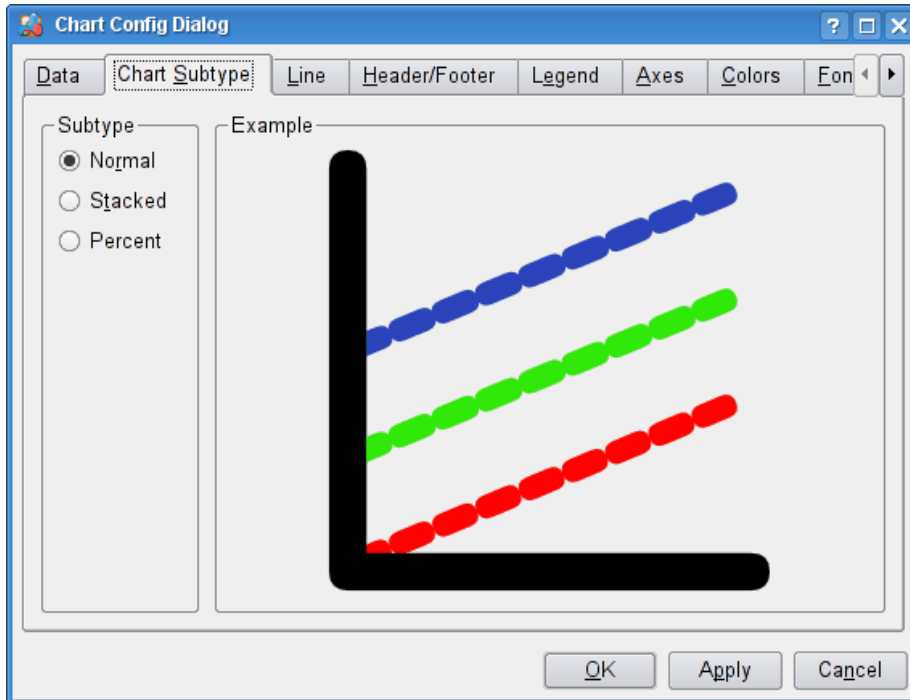 Chart Config Dialog
Data Chart Subtype Line Header/Footer Legend Axes Colors Fon
Subtype
Normal
Stacked
Percent
Example
OK Apply Cancel